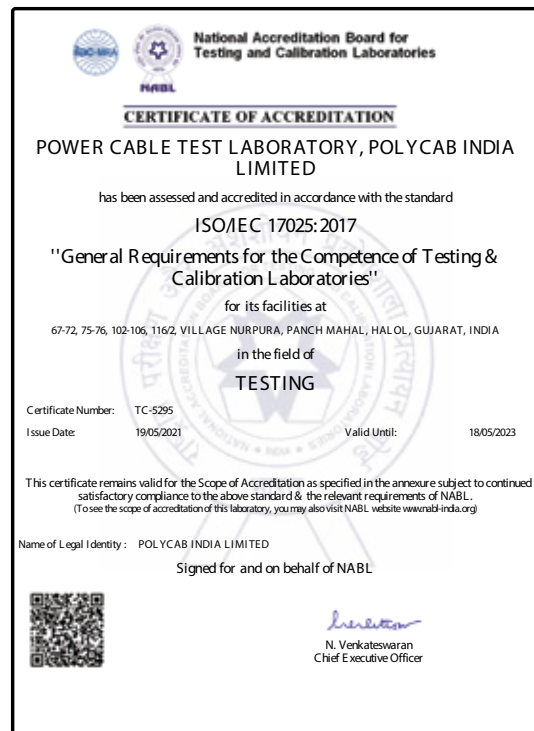 National Accreditation Board for
Testing and Calibration Laboratories
NABL
CERTIFICATE OF ACCREDITATION
POWER CABLE TEST LABORATORY, POLYCAB INDIA
LIMITED
has been assessed and accredited in accordance with the standard
ISO/IEC 17025:2017
''General Requirements for the Competence of Testing &
Calibration Laboratories''
for its facilities at
67-72, 75-76, 102-106, 116/2, VILLAGE NURPURA, PANCH MAHAL, HALOL, GUJARAT, INDIA
in the field of
TESTING
Certificate Number: TC-5295
Issue Date: 19/05/2021 Valid Until: 18/05/2023
This certificate remains valid for the Scope of Accreditation as specified in the annexure subject to continued
satisfactory compliance to the above standard & the relevant requirements of NABL.
(To see the scope of accreditation of this laboratory, you may also visit NABL website www.nabl-india.org)
Name of Legal Identity : POLYCAB INDIA LIMITED
Signed for and on behalf of NABL
N. Venkateswaran
Chief Executive Officer